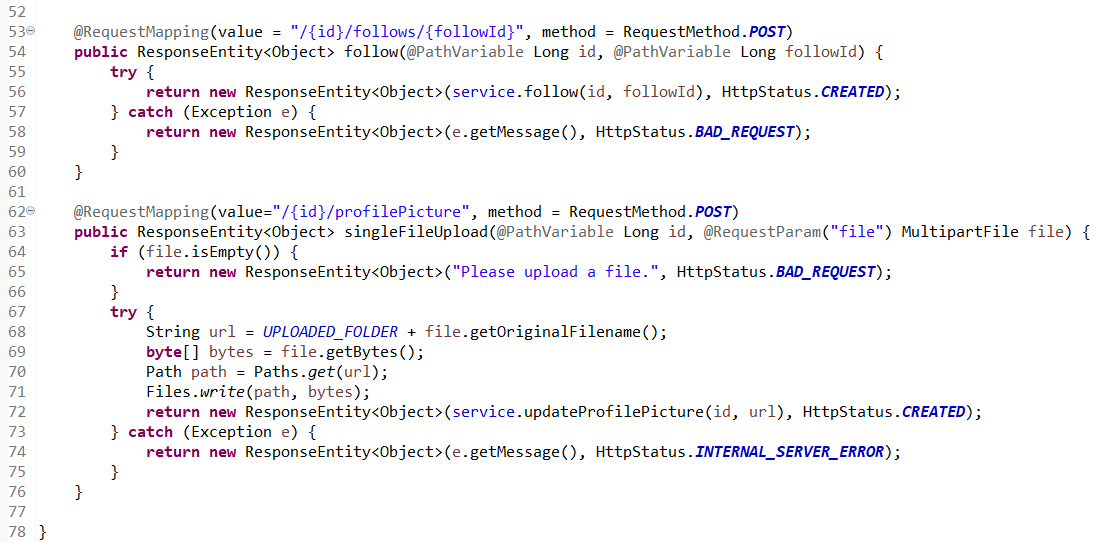 52
53 @RequestMapping(value = "/{id}/follows/{followId}", method = RequestMethod.POST)
54 public ResponseEntity<Object> follow(@PathVariable Long id, @PathVariable Long followId) {
55 try {
56 return new ResponseEntity<Object>(service.follow(id, followId), HttpStatus.CREATED);
57 } catch (Exception e) {
58 return new ResponseEntity<Object>(e.getMessage(), HttpStatus.BAD_REQUEST);
59 }
60 }
61
62 @RequestMapping(value="/{id}/profilePicture", method = RequestMethod.POST)
63 public ResponseEntity<Object> singleFileUpload(@PathVariable Long id, @RequestParam("file") MultipartFile file) {
64 if (file.isEmpty()) {
65 return new ResponseEntity<Object>("Please upload a file.", HttpStatus.BAD_REQUEST);
66 }
67 try {
68 String url = UPLOADED_FOLDER + file.getOriginalFilename();
69 byte[] bytes = file.getBytes();
70 Path path = Paths.get(url);
71 Files.write(path, bytes);
72 return new ResponseEntity<Object>(service.updateProfilePicture(id, url), HttpStatus.CREATED);
73 } catch (Exception e) {
74 return new ResponseEntity<Object>(e.getMessage(), HttpStatus.INTERNAL_SERVER_ERROR);
75 }
76 }
77
78 }